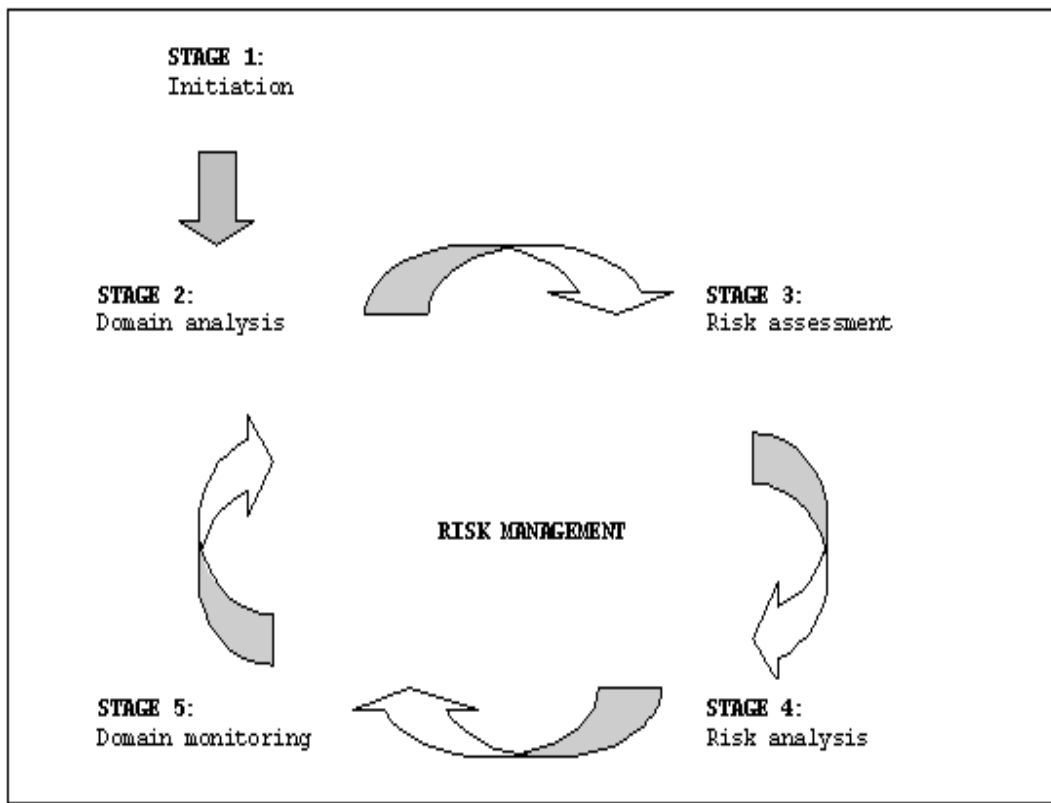 STAGE 1:
Initiation
STAGE 2:
Domain analysis
STAGE 3:
Risk assessment
RISK MANAGEMENT
STAGE 5:
Domain monitoring
STAGE 4:
Risk analysis